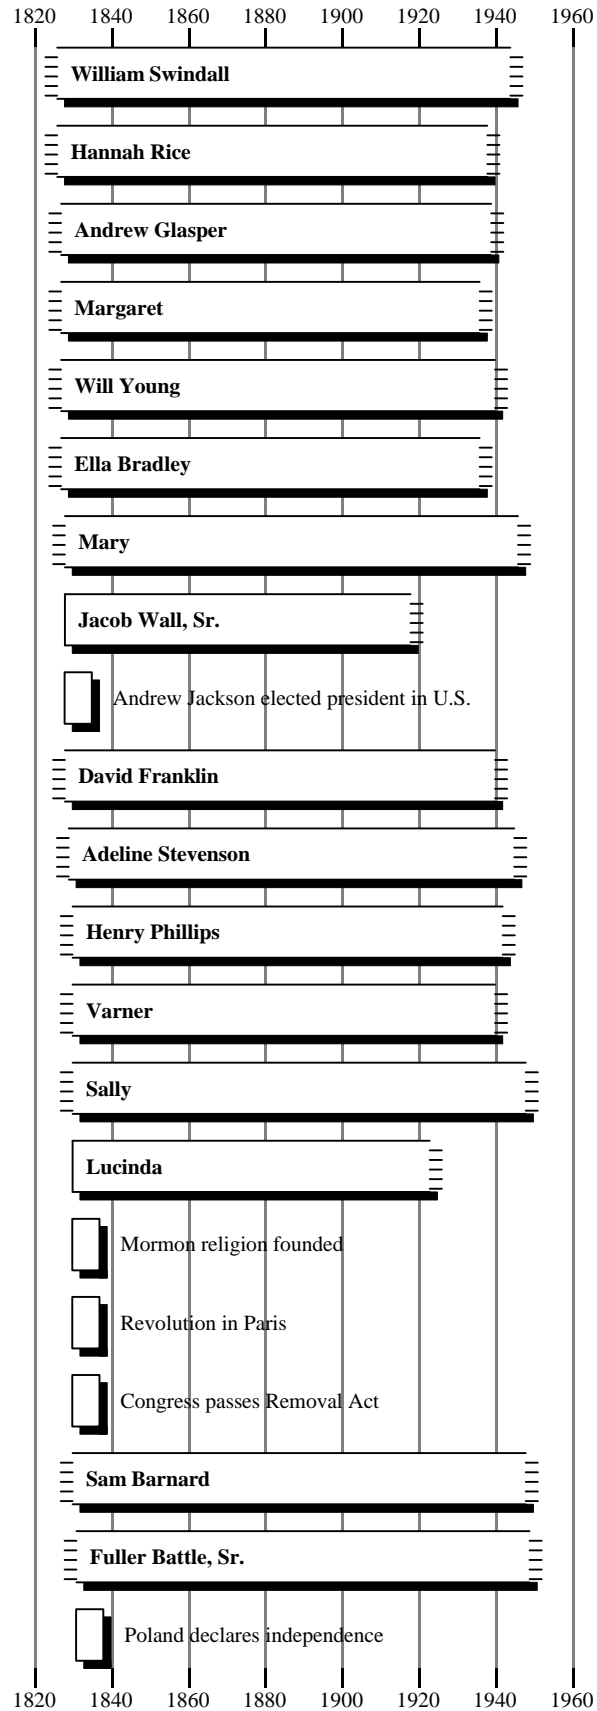 1820 1840 1860 1880 1900 1920 1940 1960
William Swindall
Hannah Rice
Andrew Glasper
Margaret
Will Young
Ella Bradley
Mary
Jacob Wall, Sr.
Andrew Jackson elected president in U.S.
David Franklin
Adeline Stevenson
Henry Phillips
Varner
Sally
Lucinda
Mormon religion founded
Revolution in Paris
Congress passes Removal Act
Sam Barnard
Fuller Battle, Sr.
Poland declares independence
1820 1840 1860 1880 1900 1920 1940 1960